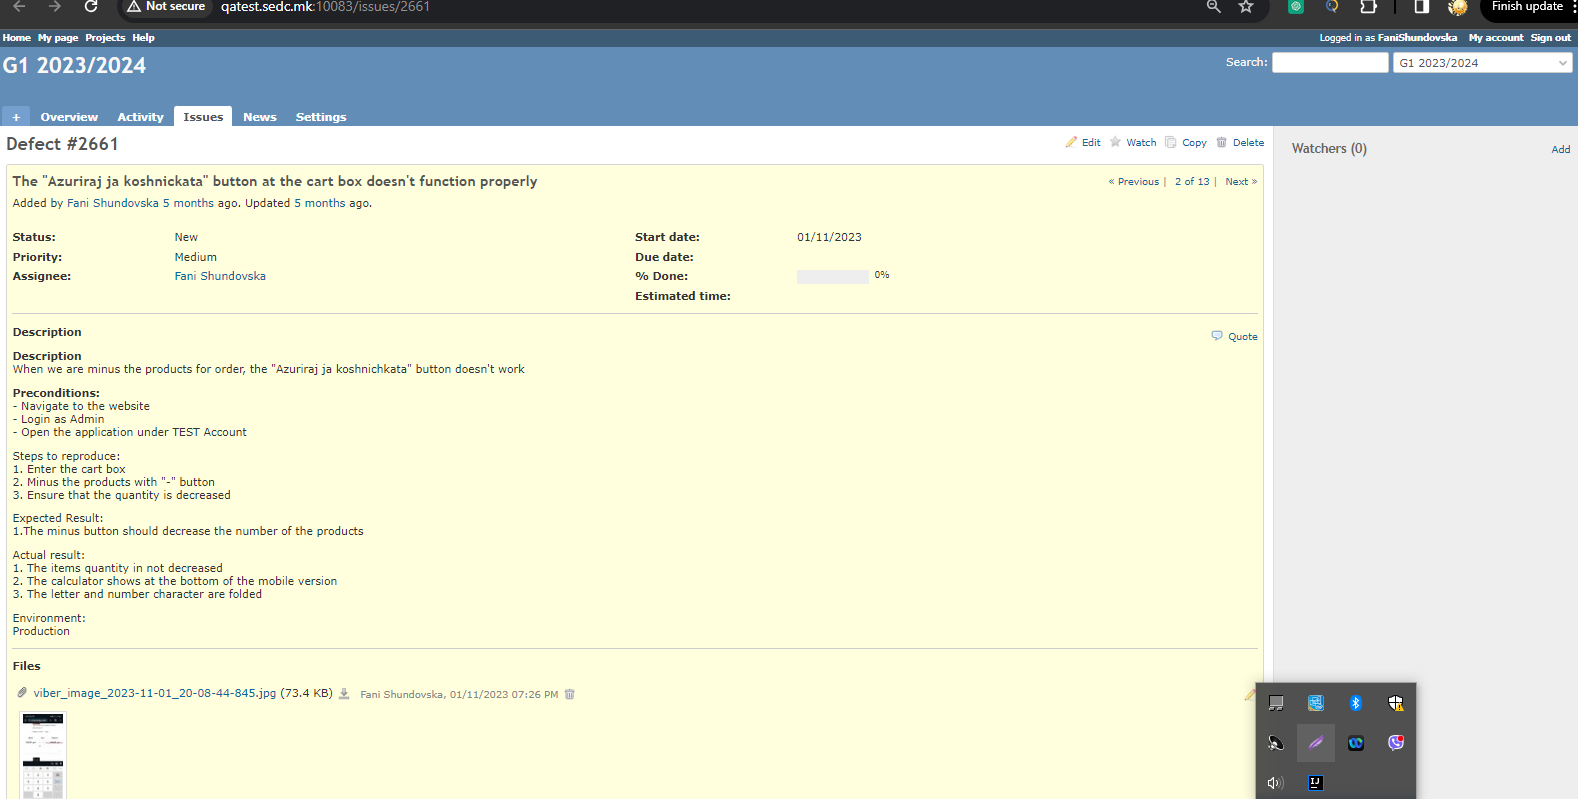 Not secure qatest.sedc.mk:10083/issues/2661 Finish update
Home My page Projects Help Logged in as FaniShundovska My account Sign out
G1 2023/2024 Search: G1 2023/2024
+ Overview Activity Issues News Settings
Defect #2661 Edit Watch Copy Delete Watchers (0) Add
The "Azuriraj ja koshnickata" button at the cart box doesn't function properly « Previous | 2 of 13 | Next »
Added by Fani Shundovska 5 months ago. Updated 5 months ago.
Status: New Start date: 01/11/2023
Priority: Medium Due date:
Assignee: Fani Shundovska % Done: 0%
Estimated time:
Description Quote
Description
When we are minus the products for order, the "Azuriraj ja koshnichkata" button doesn't work
Preconditions:
- Navigate to the website
- Login as Admin
- Open the application under TEST Account
Steps to reproduce:
1. Enter the cart box
2. Minus the products with "-" button
3. Ensure that the quantity is decreased
Expected Result:
1.The minus button should decrease the number of the products
Actual result:
1. The items quantity in not decreased
2. The calculator shows at the bottom of the mobile version
3. The letter and number character are folded
Environment:
Production
Files
viber_image_2023-11-01_20-08-44-845.jpg (73.4 KB) Fani Shundovska, 01/11/2023 07:26 PM
IJ